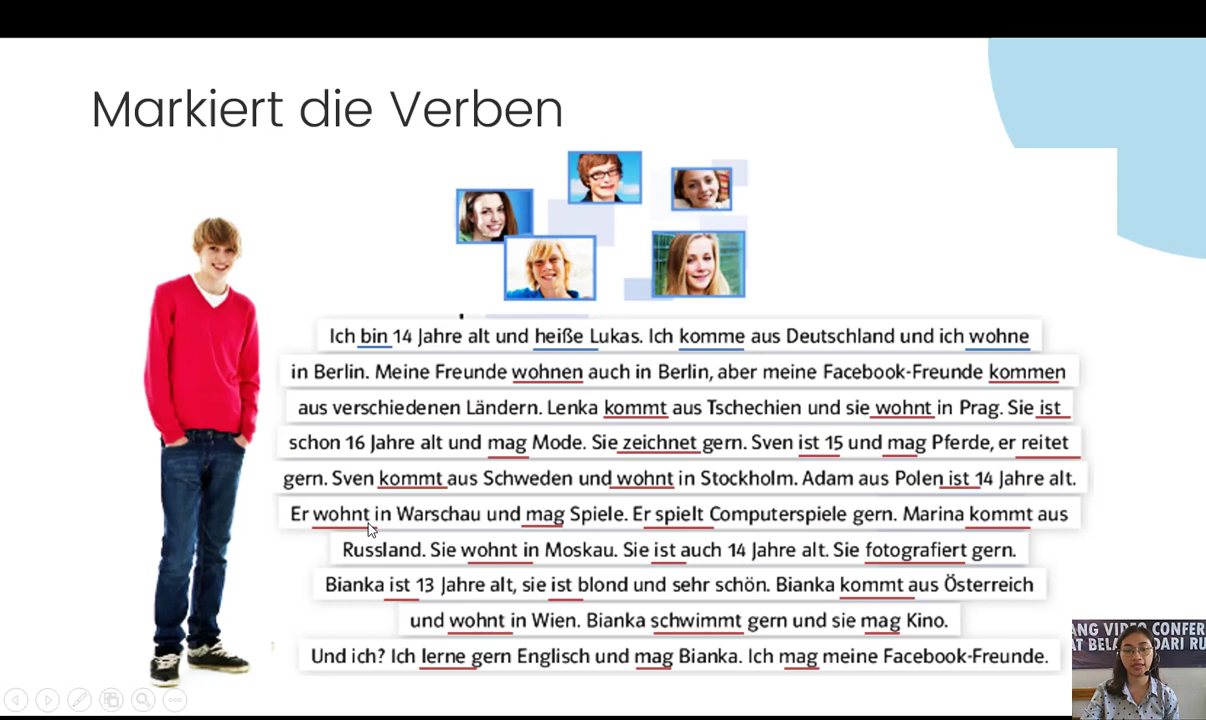 Markiert die Verben
Ich bin 14 Jahre alt und heiße Lukas. Ich komme aus Deutschland und ich wohne
in Berlin. Meine Freunde wohnen auch in Berlin, aber meine Facebook-Freunde kommen
aus verschiedenen Ländern. Lenka kommt aus Tschechien und sie wohnt in Prag. Sie ist
schon 16 Jahre alt und mag Mode. Sie zeichnet gern. Sven ist 15 und mag Pferde, er reitet
gern. Sven kommt aus Schweden und wohnt in Stockholm. Adam aus Polen ist 14 Jahre alt.
Er wohnt in Warschau und mag Spiele. Er spielt Computerspiele gern. Marina kommt aus
Russland. Sie wohnt in Moskau. Sie ist auch 14 Jahre alt. Sie fotografiert gern.
Bianka ist 13 Jahre alt, sie ist blond und sehr schön. Bianka kommt aus Österreich
und wohnt in Wien. Bianka schwimmt gern und sie mag Kino.
Und ich? Ich lerne gern Englisch und mag Bianka. Ich mag meine Facebook-Freunde.
ANG VIDEO CONFER
AT BELA DARI RU